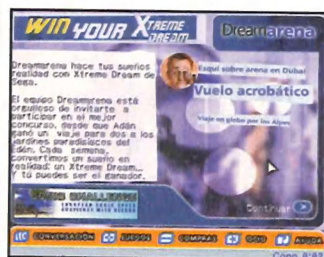 WIN YOUR XTREME DREAM
Dreamarena
Dreamarena hace tus sueños
realidad con Xtreme Dream de
Sega.
El equipo Dreamarena está
orgulloso de invitarte a
participar en el mejor
concurso, desde que Adán
ganó un viaje para dos a los
jardines paradisíacos del
Edén. Cada semana,
convertimos un sueño en
realidad: un Xtreme Dream...
Y tú puedes ser el ganador.
Esquí sobre arena en Dubai
Vuelo acrobático
Viaje en globo por los Alpes
Continuar
CHALLENGE
CONVERSACIÓN
JUEGOS
COMPRAS
OCIO
AYUDA